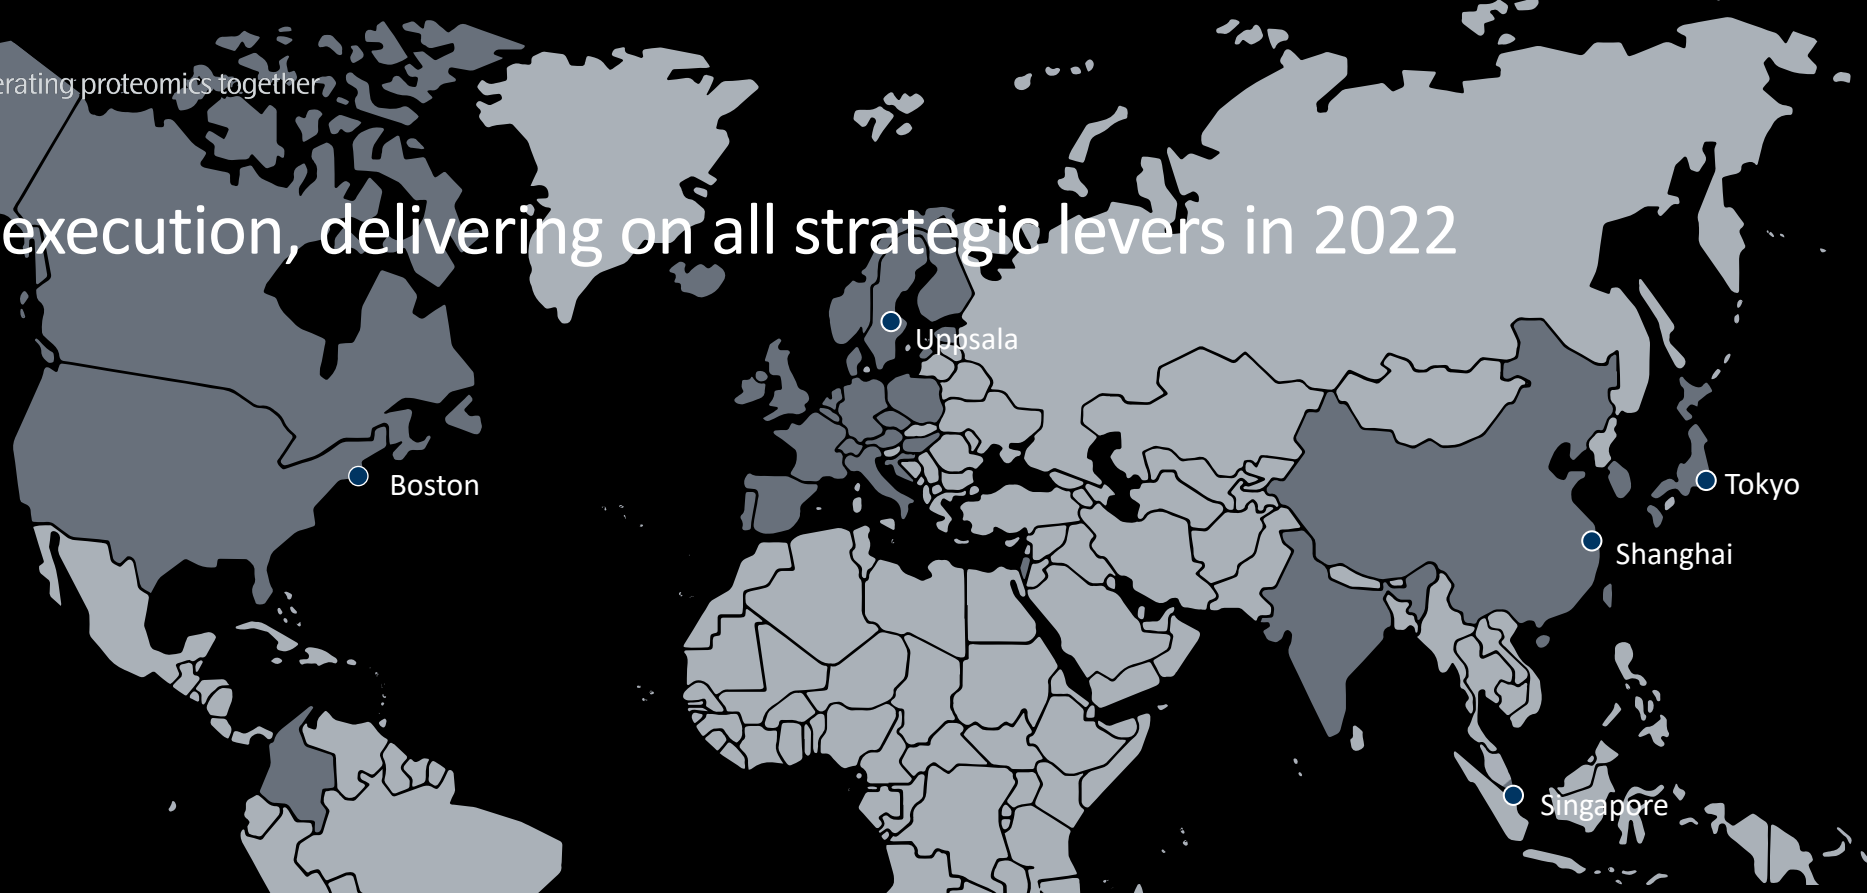 erating proteomics together
execution, delivering on all strategic levers in 2022
Uppsala
Boston
Tokyo
Shanghai
Singapore